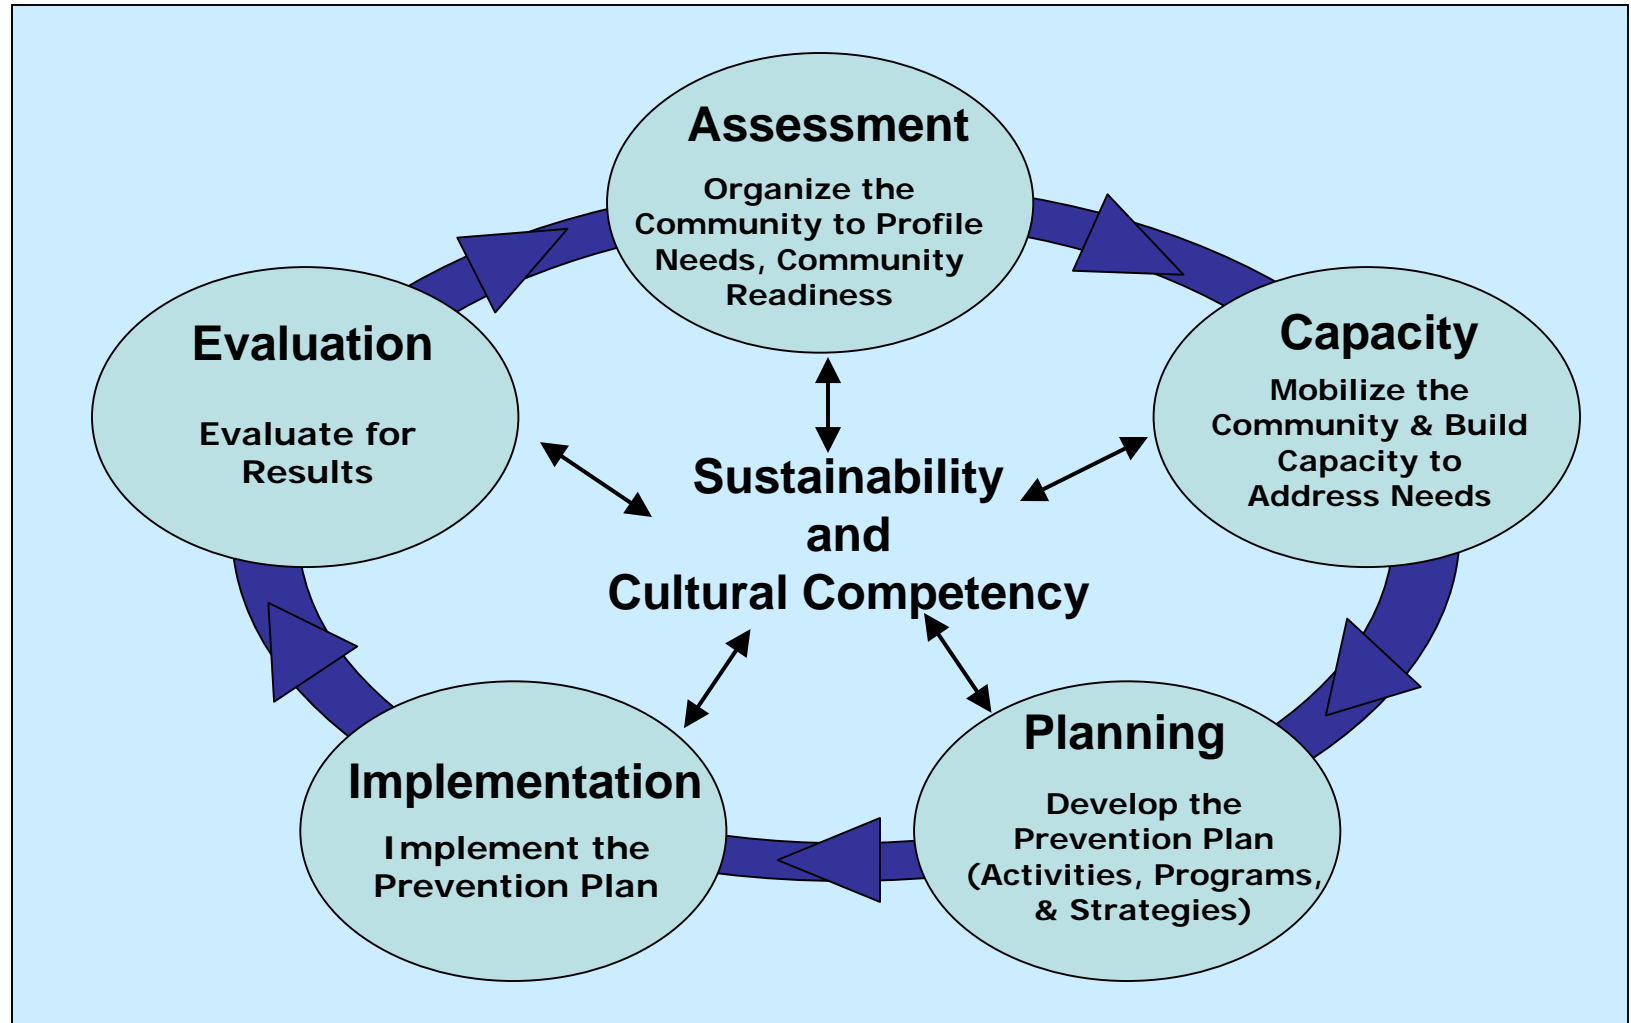 Assessment
Organize the
Community to Profile
Needs, Community
Readiness
Capacity
Mobilize the
Community & Build
Capacity to
Address Needs
Planning
Develop the
Prevention Plan
(Activities, Programs,
& Strategies)
Implementation
Implement the
Prevention Plan
Evaluation
Evaluate for
Results
Sustainability
and
Cultural Competency